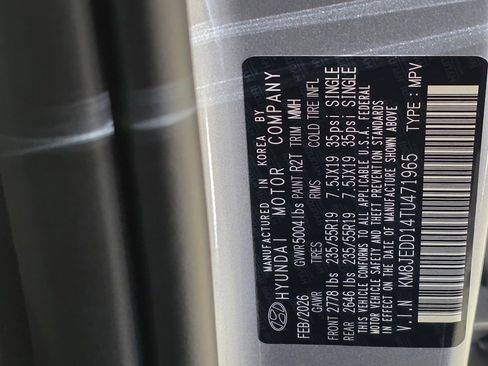 MANUFACTURED IN KOREA BY
HYUNDAI MOTOR COMPANY
FEB/2026 GVWR 5004 lbs PAINT R2T TRIM MMH
GAWR TIRES RIMS COLD TIRE INFL
FRONT 2778 lbs 235/55R19 7.5JX19 35psi SINGLE
REAR 2646 lbs 235/55R19 7.5JX19 35psi SINGLE
THIS VEHICLE CONFORMS TO ALL APPLICABLE U.S.A. FEDERAL
MOTOR VEHICLE SAFETY AND THEFT PREVENTION STANDARDS
IN EFFECT ON THE DATE OF MANUFACTURE SHOWN ABOVE.
V.I.N KM8JEDD14TU471965 TYPE : MPV